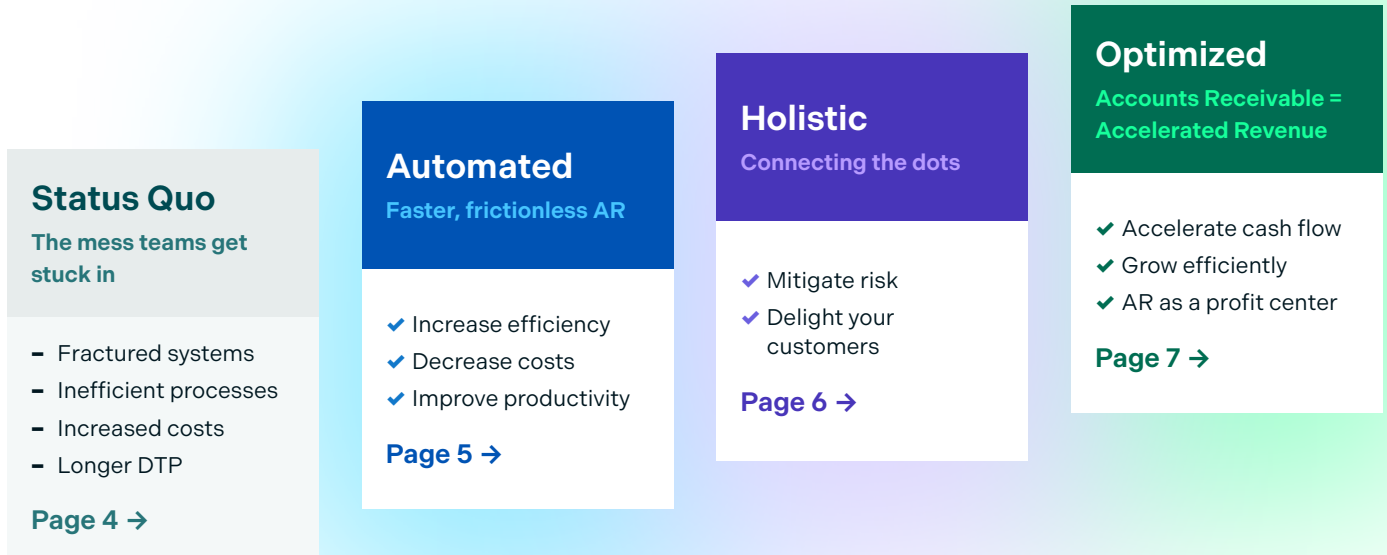 Status Quo
The mess teams get
stuck in
– Fractured systems
– Inefficient processes
– Increased costs
– Longer DTP
Page 4 →
Automated
Faster, frictionless AR
✔ Increase efficiency
✔ Decrease costs
✔ Improve productivity
Page 5 →
Holistic
Connecting the dots
✔ Mitigate risk
✔ Delight your
customers
Page 6 →
Optimized
Accounts Receivable =
Accelerated Revenue
✔ Accelerate cash flow
✔ Grow efficiently
✔ AR as a profit center
Page 7 →